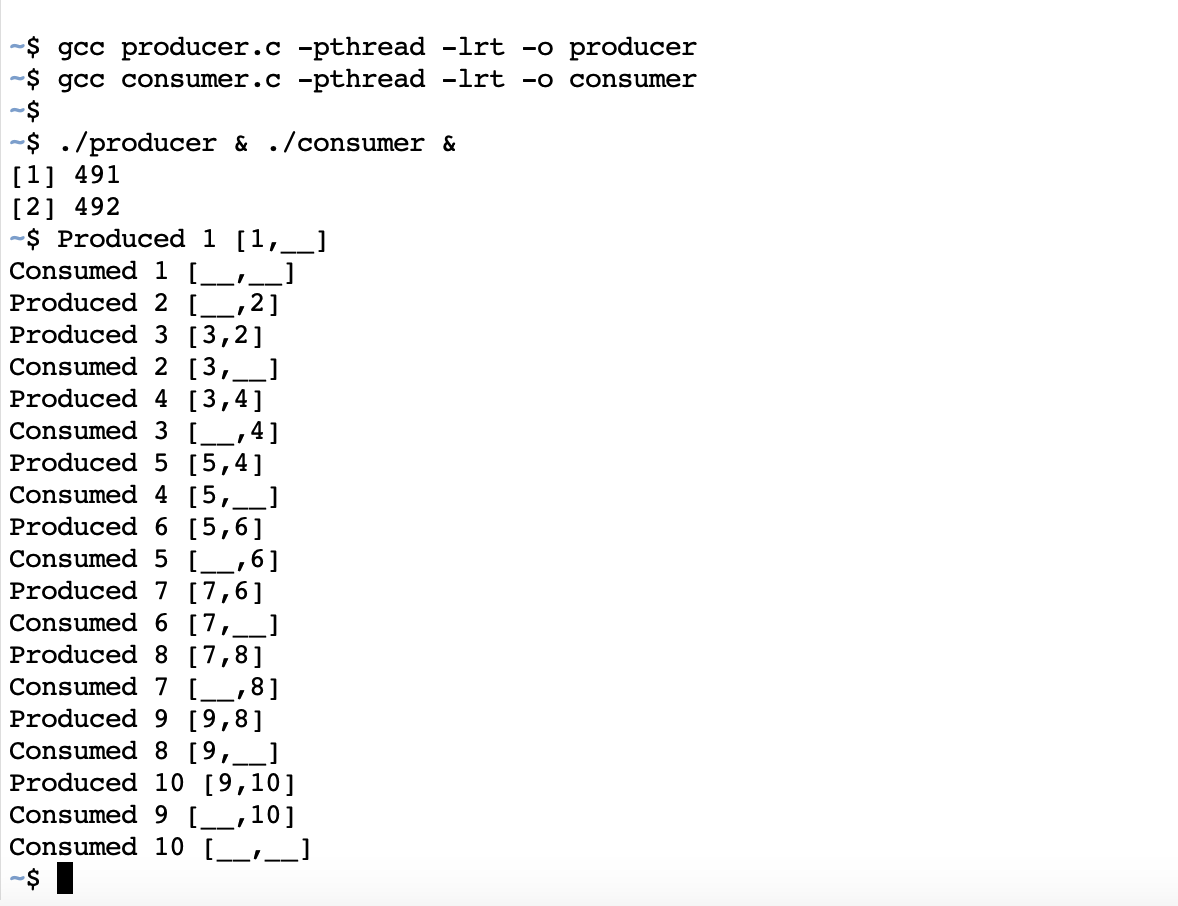 ~$ gcc producer.c -pthread -lrt -o producer
~$ gcc consumer.c -pthread -lrt -o consumer
~$
~$ ./producer & ./consumer &
[1] 491
[2] 492
~$ Produced 1 [1,__]
Consumed 1 [__,__]
Produced 2 [__,2]
Produced 3 [3,2]
Consumed 2 [3,__]
Produced 4 [3,4]
Consumed 3 [__,4]
Produced 5 [5,4]
Consumed 4 [5,__]
Produced 6 [5,6]
Consumed 5 [__,6]
Produced 7 [7,6]
Consumed 6 [7,__]
Produced 8 [7,8]
Consumed 7 [__,8]
Produced 9 [9,8]
Consumed 8 [9,__]
Produced 10 [9,10]
Consumed 9 [__,10]
Consumed 10 [__,__]
~$